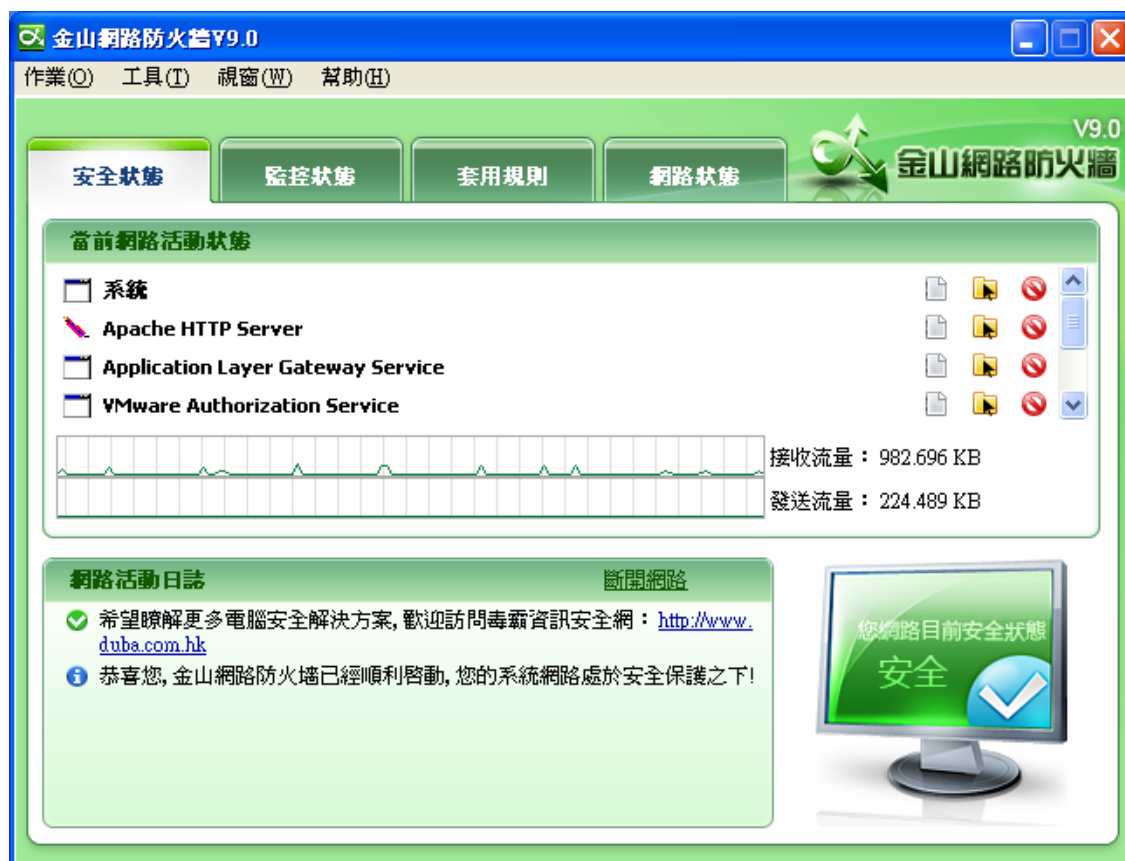 金山網路防火墻V9.0
作業(O) 工具(T) 視窗(W) 幫助(H)
V9.0
金山網路防火牆
安全狀態 監控狀態 套用規則 網路狀態
當前網路活動狀態
系統
Apache HTTP Server
Application Layer Gateway Service
VMware Authorization Service
接收流量：982.696 KB
發送流量：224.489 KB
網路活動日誌 斷開網路
希望瞭解更多電腦安全解決方案, 歡迎訪問毒霸資訊安全網：http://www.
duba.com.hk
恭喜您, 金山網路防火墻已經順利啓動, 您的系統網路處於安全保護之下!
您網路目前安全狀態
安全